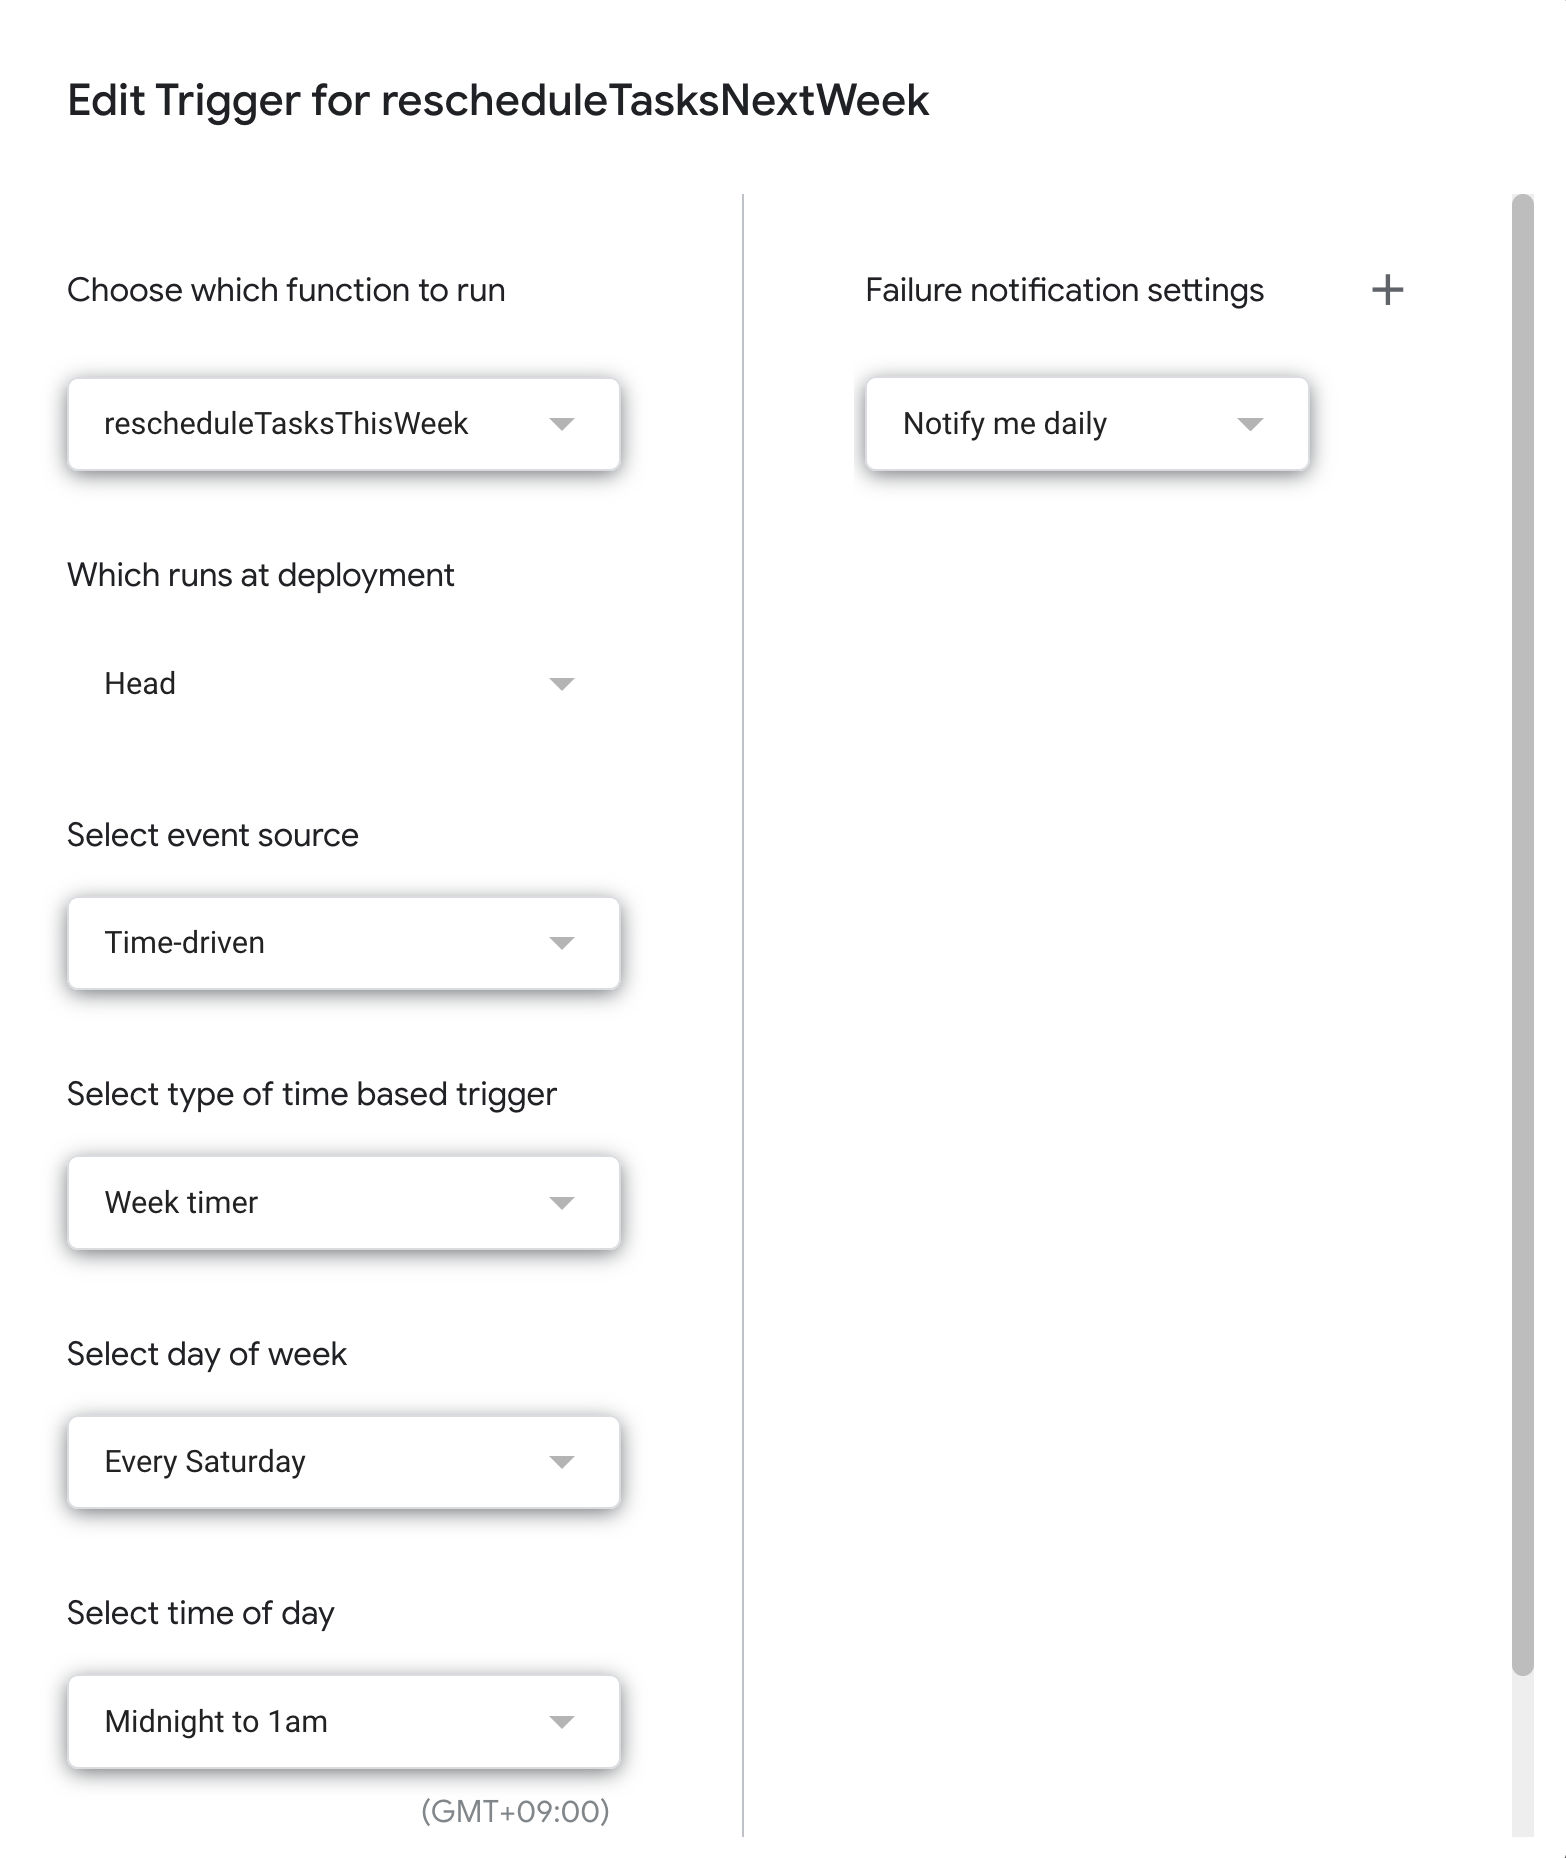 Edit Trigger for rescheduleTasksNextWeek
Choose which function to run
rescheduleTasksThisWeek
Which runs at deployment
Head
Select event source
Time-driven
Select type of time based trigger
Week timer
Select day of week
Every Saturday
Select time of day
Midnight to 1am
(GMT+09:00)
Failure notification settings
Notify me daily